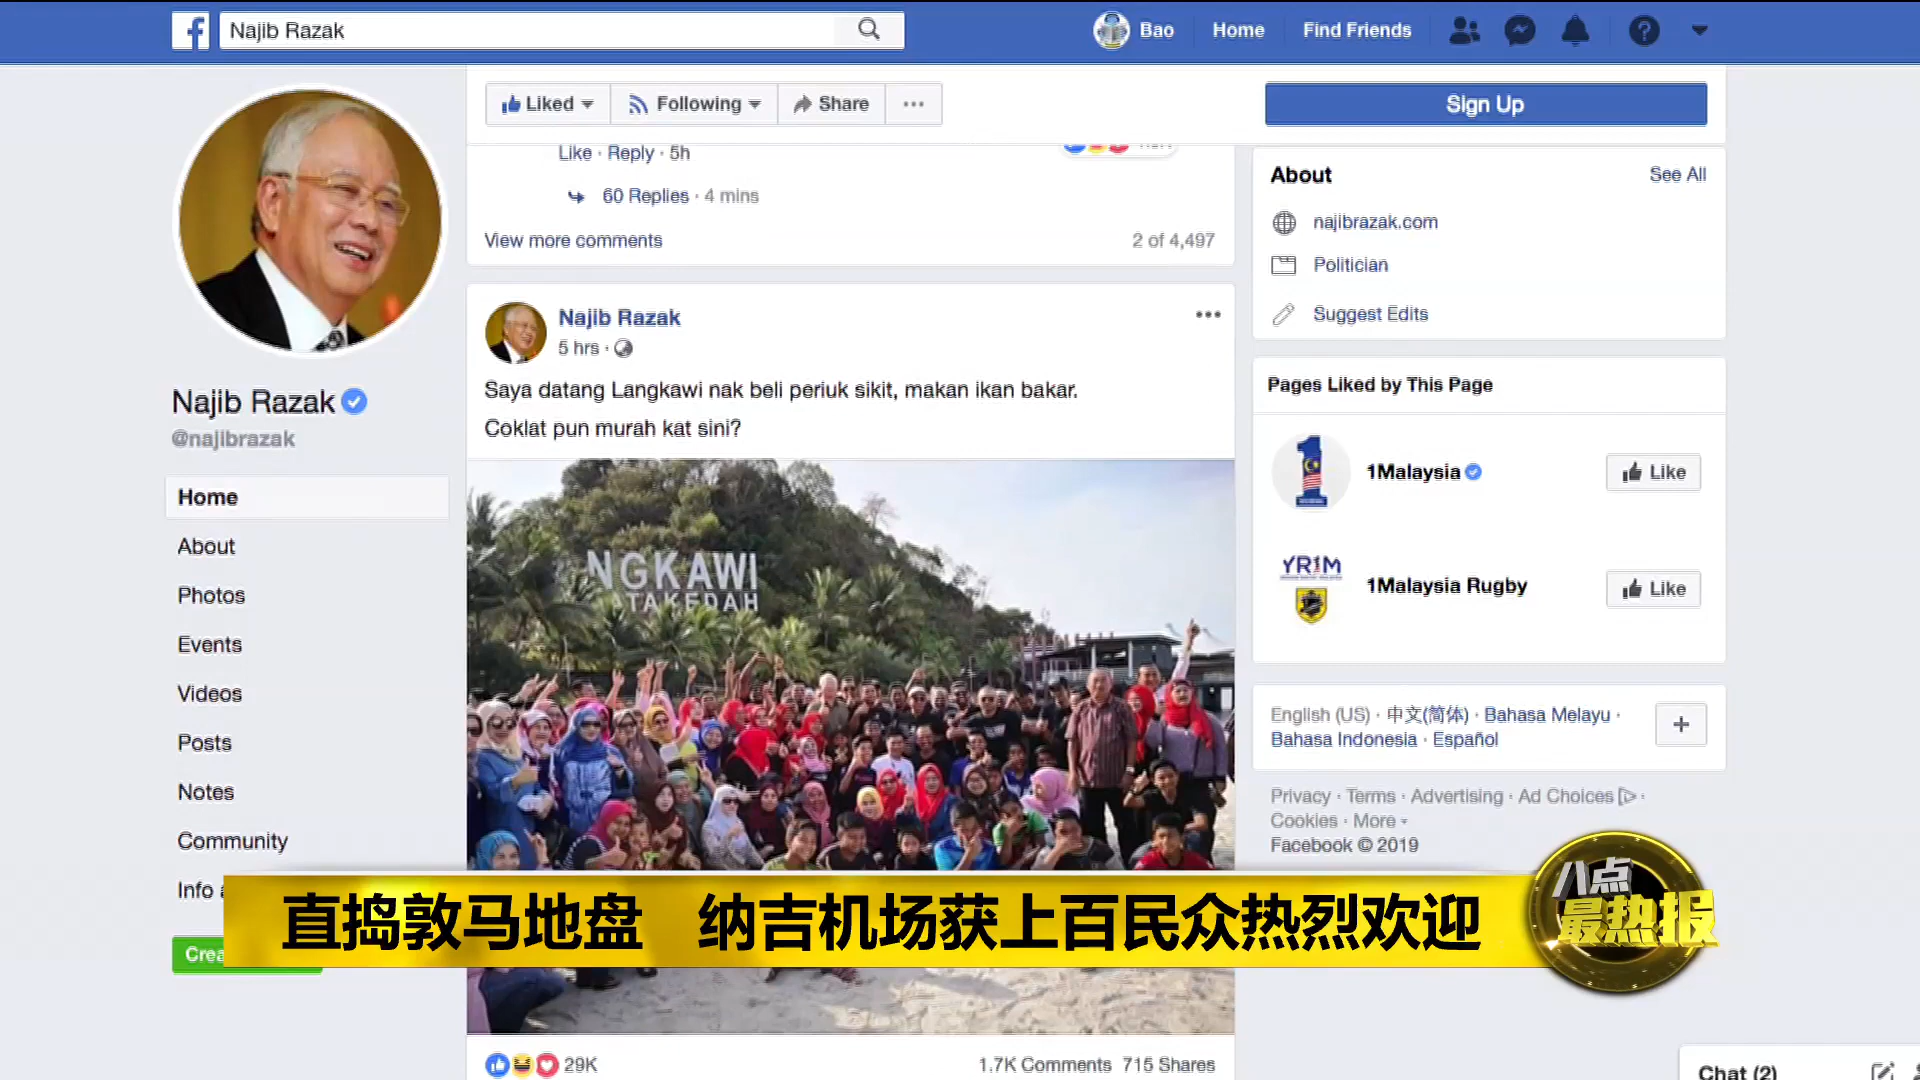 Najib Razak
Bao
Home
Find Friends
Liked
Following
Share
Sign Up
Like · Reply · 5h
60 Replies · 4 mins
View more comments
2 of 4,497
Najib Razak
@najibrazak
Home
About
Photos
Events
Videos
Posts
Notes
Community
Info
Crea
Najib Razak
5 hrs
Saya datang Langkawi nak beli periuk sikit, makan ikan bakar.
Coklat pun murah kat sini?
NGKAWI
TAKEDAH
29K
1.7K Comments 715 Shares
About
See All
najibrazak.com
Politician
Suggest Edits
Pages Liked by This Page
1Malaysia
Like
YR1M
1Malaysia Rugby
Like
English (US) · 中文(简体) · Bahasa Melayu ·
Bahasa Indonesia · Español
Privacy · Terms · Advertising · Ad Choices ·
Cookies · More
Facebook © 2019
直捣敦马地盘 纳吉机场获上百民众热烈欢迎
八点
最热报
Chat (2)